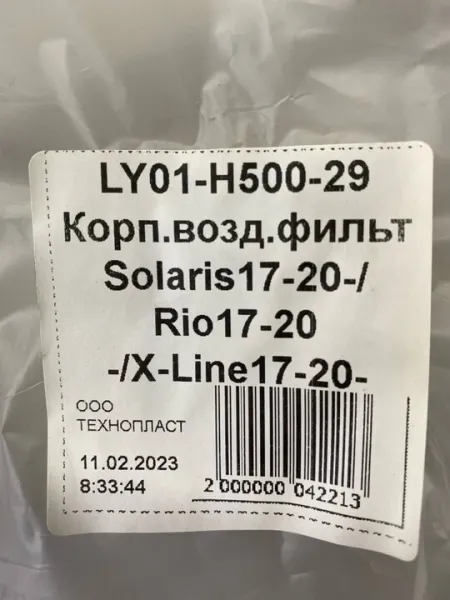 LY01-H500-29
Корп.возд.фильт
Solaris17-20-/
Rio17-20
-/X-Line17-20-
ООО
ТЕХНОПЛАСТ
11.02.2023
8:33:44
2 000000 042213